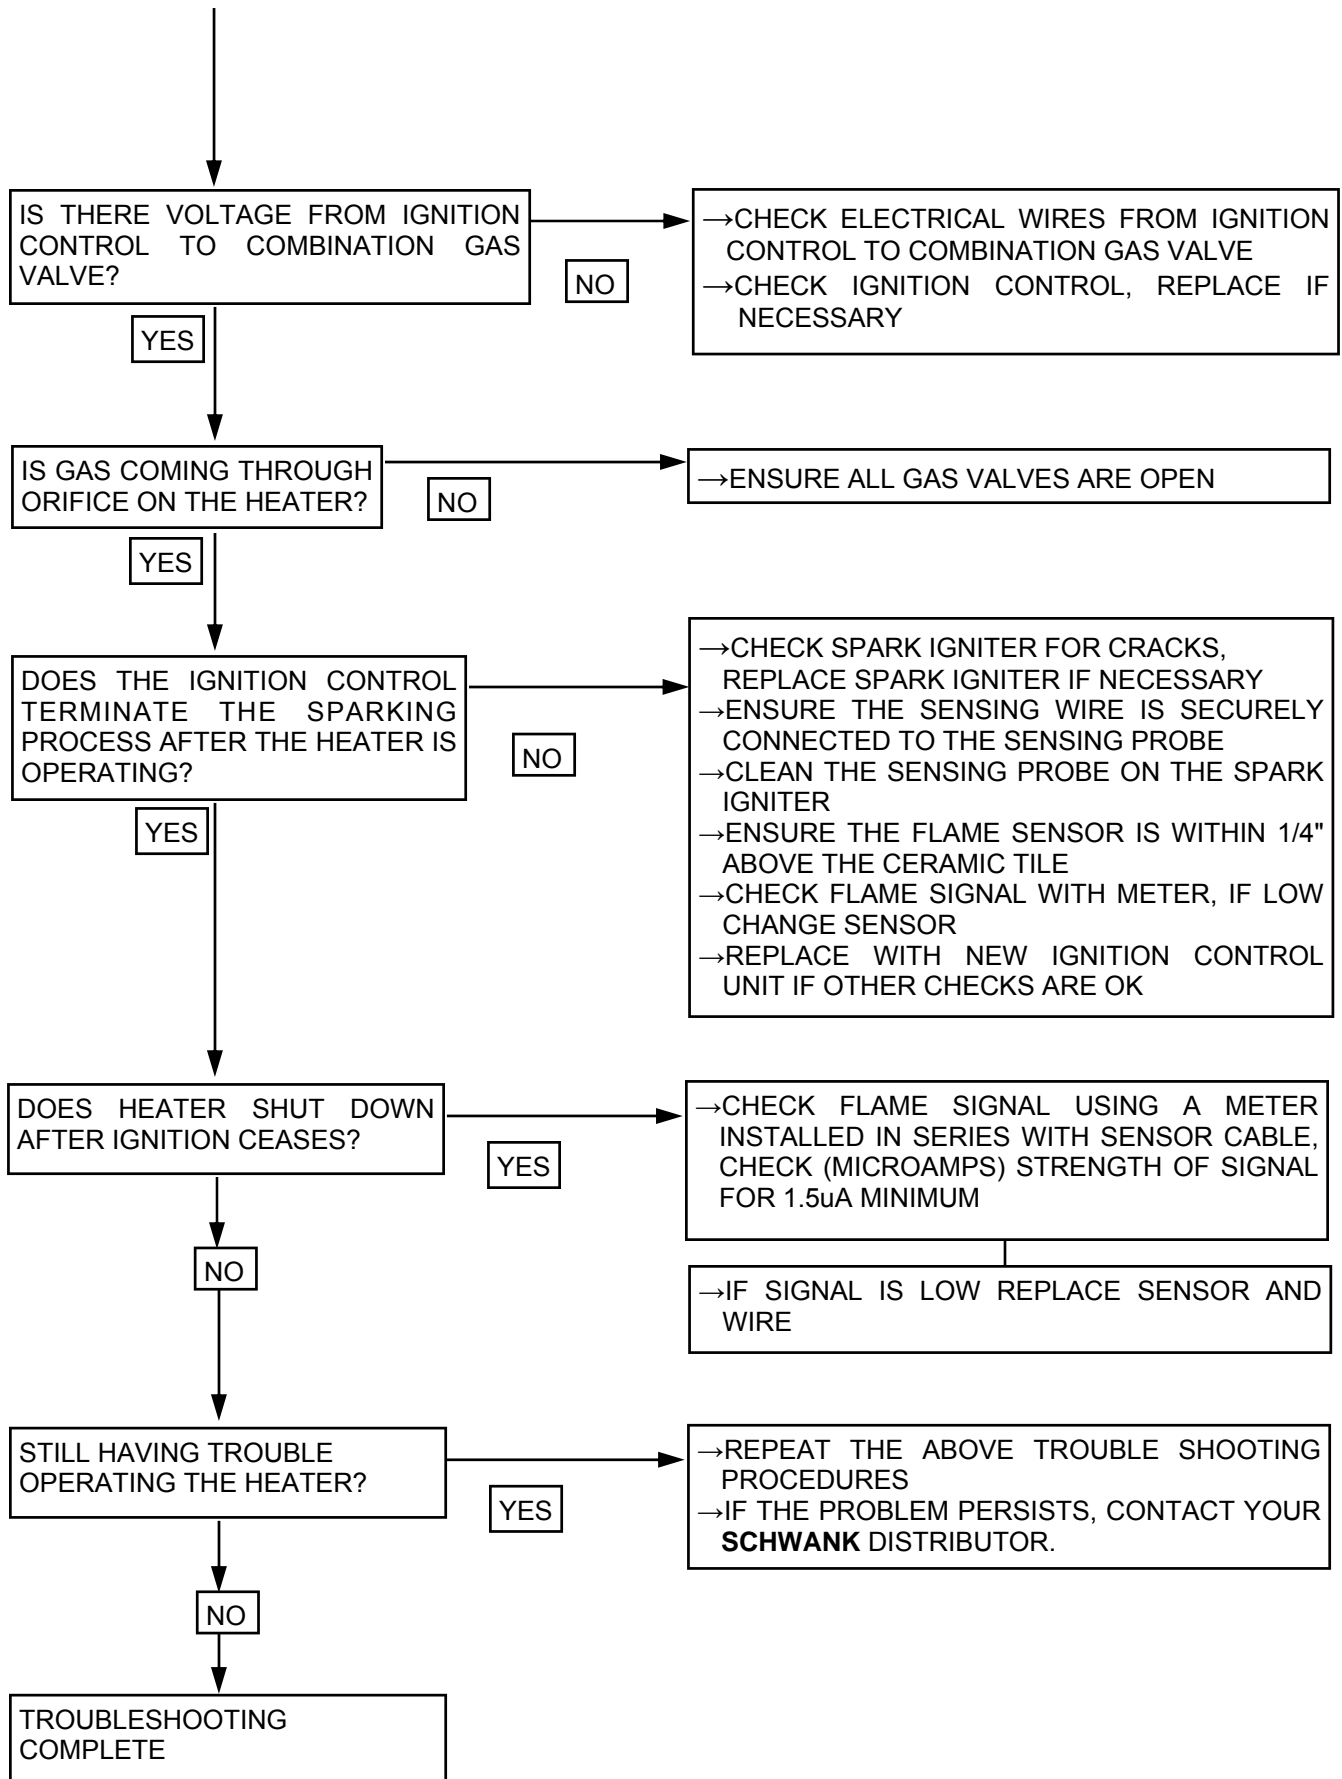 IS THERE VOLTAGE FROM IGNITION
CONTROL TO COMBINATION GAS
VALVE?
NO
→CHECK ELECTRICAL WIRES FROM IGNITION
CONTROL TO COMBINATION GAS VALVE
→CHECK IGNITION CONTROL, REPLACE IF
NECESSARY
YES
IS GAS COMING THROUGH
ORIFICE ON THE HEATER?
NO
→ENSURE ALL GAS VALVES ARE OPEN
YES
DOES THE IGNITION CONTROL
TERMINATE THE SPARKING
PROCESS AFTER THE HEATER IS
OPERATING?
NO
→CHECK SPARK IGNITER FOR CRACKS,
REPLACE SPARK IGNITER IF NECESSARY
→ENSURE THE SENSING WIRE IS SECURELY
CONNECTED TO THE SENSING PROBE
→CLEAN THE SENSING PROBE ON THE SPARK
IGNITER
→ENSURE THE FLAME SENSOR IS WITHIN 1/4"
ABOVE THE CERAMIC TILE
→CHECK FLAME SIGNAL WITH METER, IF LOW
CHANGE SENSOR
→REPLACE WITH NEW IGNITION CONTROL
UNIT IF OTHER CHECKS ARE OK
YES
DOES HEATER SHUT DOWN
AFTER IGNITION CEASES?
YES
→CHECK FLAME SIGNAL USING A METER
INSTALLED IN SERIES WITH SENSOR CABLE,
CHECK (MICROAMPS) STRENGTH OF SIGNAL
FOR 1.5uA MINIMUM
→IF SIGNAL IS LOW REPLACE SENSOR AND
WIRE
NO
STILL HAVING TROUBLE
OPERATING THE HEATER?
YES
→REPEAT THE ABOVE TROUBLE SHOOTING
PROCEDURES
→IF THE PROBLEM PERSISTS, CONTACT YOUR
SCHWANK DISTRIBUTOR.
NO
TROUBLESHOOTING
COMPLETE